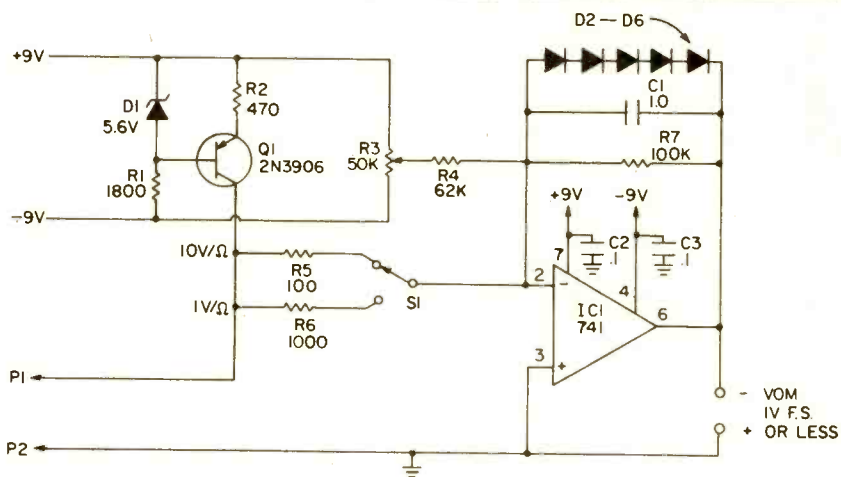 D2–D6
+9V
D1
5.6V
R2
470
Q1
2N3906
R1
1800
-9V
R3
50K
R4
62K
C1
1.0
R7
100K
+9V
-9V
C2
.1
C3
.1
7
4
2
-
IC1
741
6
3
+
10V/Ω
R5
100
S1
1V/Ω
R6
1000
P1
P2
- VOM
1V F.S.
+ OR LESS